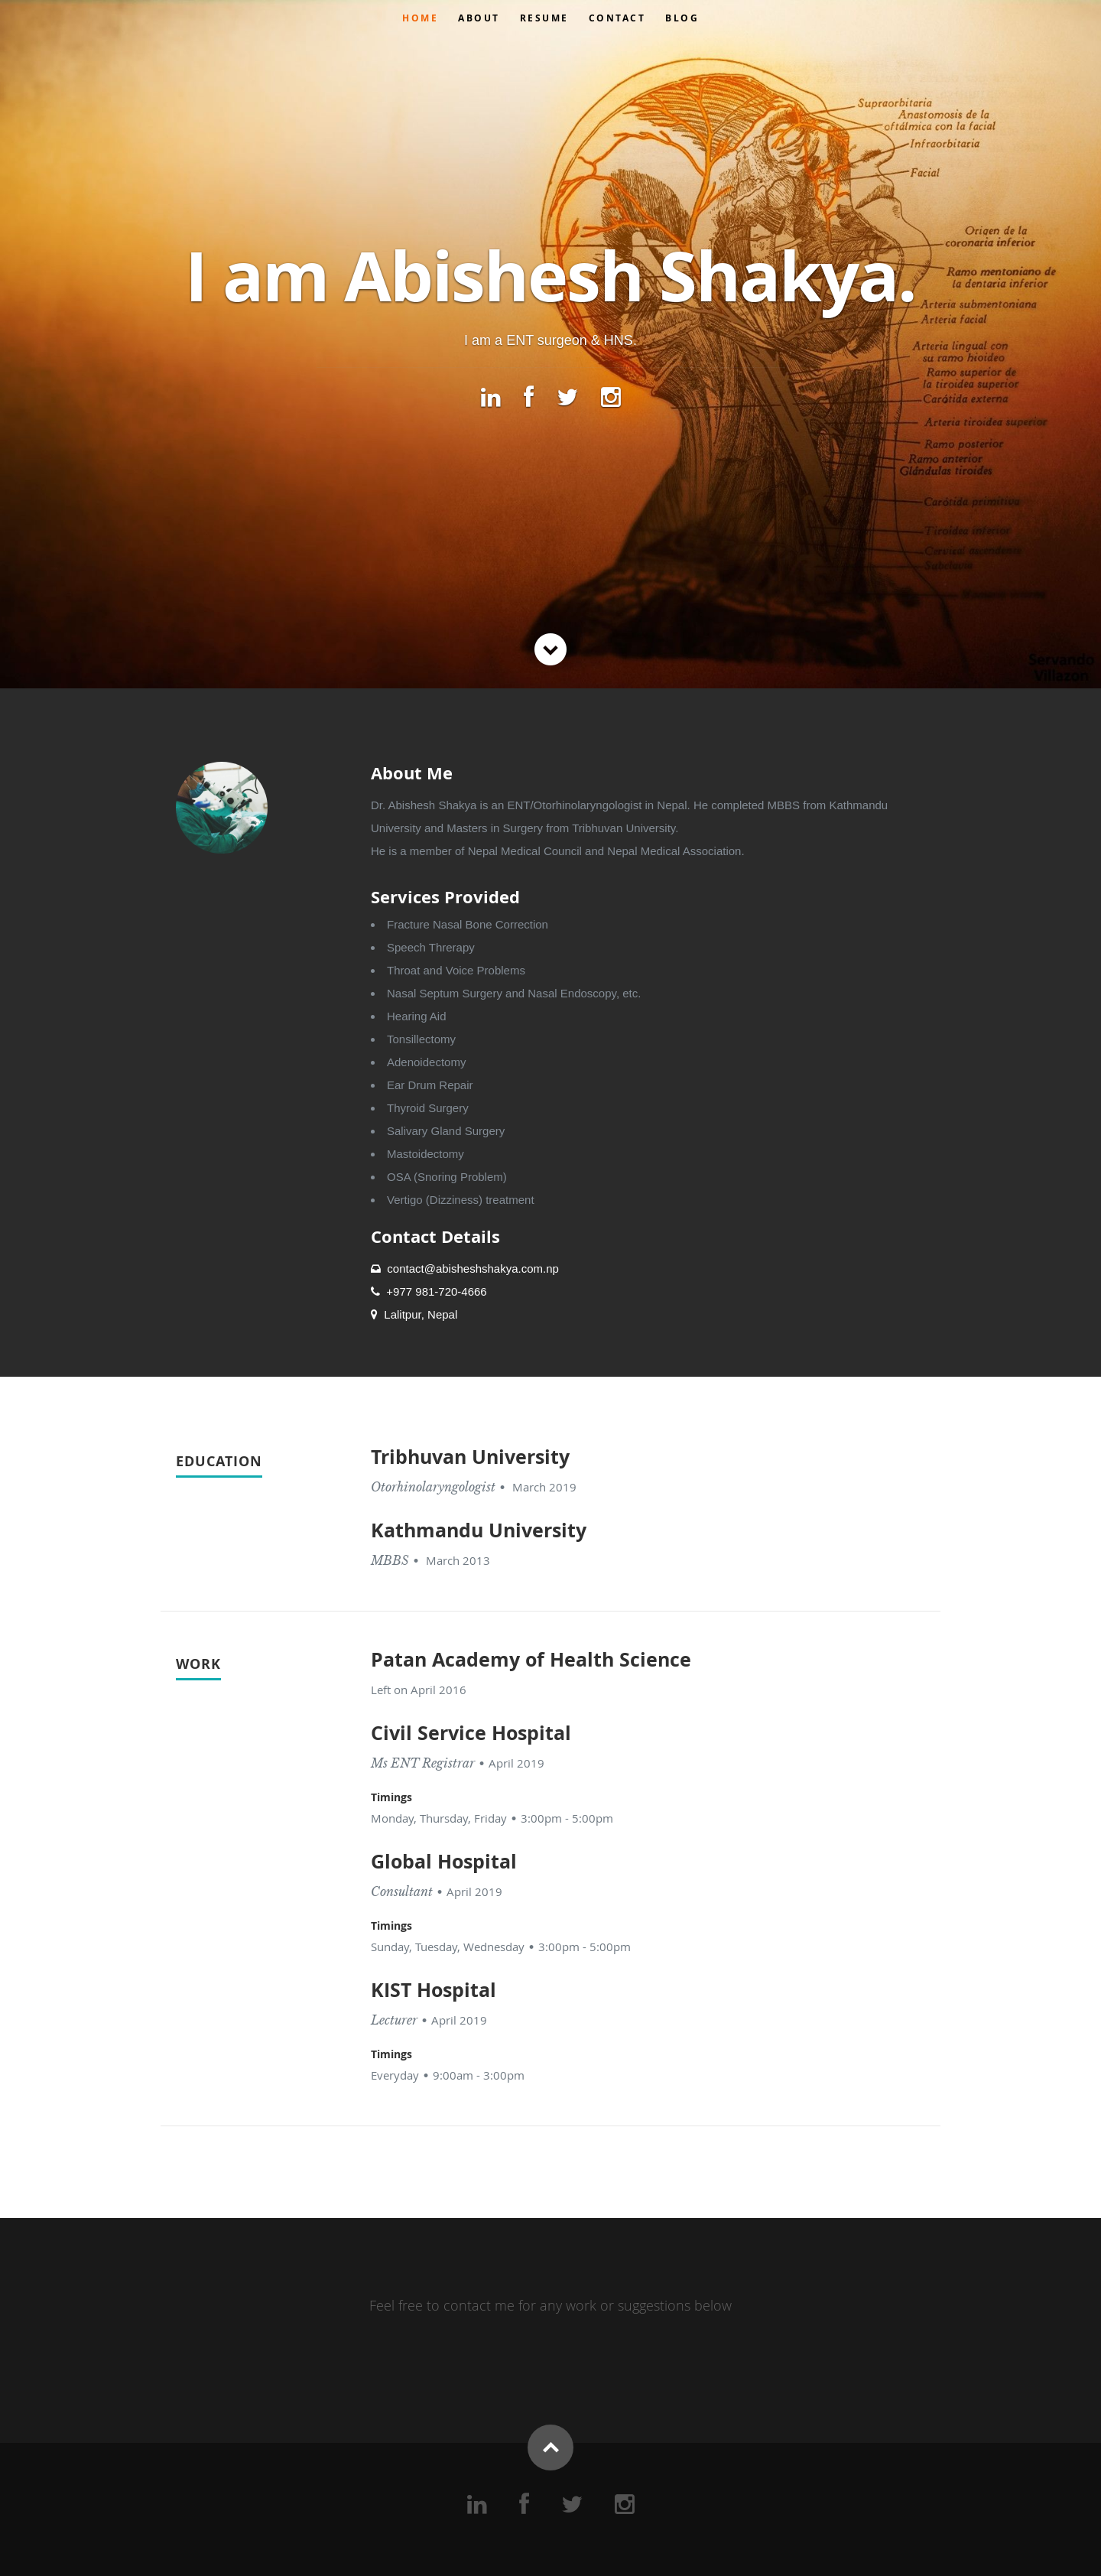 HOME ABOUT RESUME CONTACT BLOG
Supraorbitaria
Anastomosis de la
oftálmica con la facial
Infraorbitaria
Facial
Origen de la
coronaria inferior
Ramo mentoniano de
la dentaria inferior
Arteria submentoniana
Arteria facial
Arteria lingual con
su ramo hioideo
Ramo superior de
la tiroidea superior
Carótida externa
Arteria tiroidea superior
Ramo posterior
Ramo anterior
Glándulas tiroides
Carótida primitiva
Tiroidea inferior
Cervical ascendente
Subclavia
I am Abishesh Shakya.
I am a ENT surgeon & HNS.
Servando
Villazon
About Me
Dr. Abishesh Shakya is an ENT/Otorhinolaryngologist in Nepal. He completed MBBS from Kathmandu
University and Masters in Surgery from Tribhuvan University.
He is a member of Nepal Medical Council and Nepal Medical Association.
Services Provided
Fracture Nasal Bone Correction
Speech Threrapy
Throat and Voice Problems
Nasal Septum Surgery and Nasal Endoscopy, etc.
Hearing Aid
Tonsillectomy
Adenoidectomy
Ear Drum Repair
Thyroid Surgery
Salivary Gland Surgery
Mastoidectomy
OSA (Snoring Problem)
Vertigo (Dizziness) treatment
Contact Details
contact@abisheshshakya.com.np
+977 981-720-4666
Lalitpur, Nepal
EDUCATION
Tribhuvan University
Otorhinolaryngologist • March 2019
Kathmandu University
MBBS • March 2013
WORK
Patan Academy of Health Science
Left on April 2016
Civil Service Hospital
Ms ENT Registrar • April 2019
Timings
Monday, Thursday, Friday • 3:00pm - 5:00pm
Global Hospital
Consultant • April 2019
Timings
Sunday, Tuesday, Wednesday • 3:00pm - 5:00pm
KIST Hospital
Lecturer • April 2019
Timings
Everyday • 9:00am - 3:00pm
Feel free to contact me for any work or suggestions below